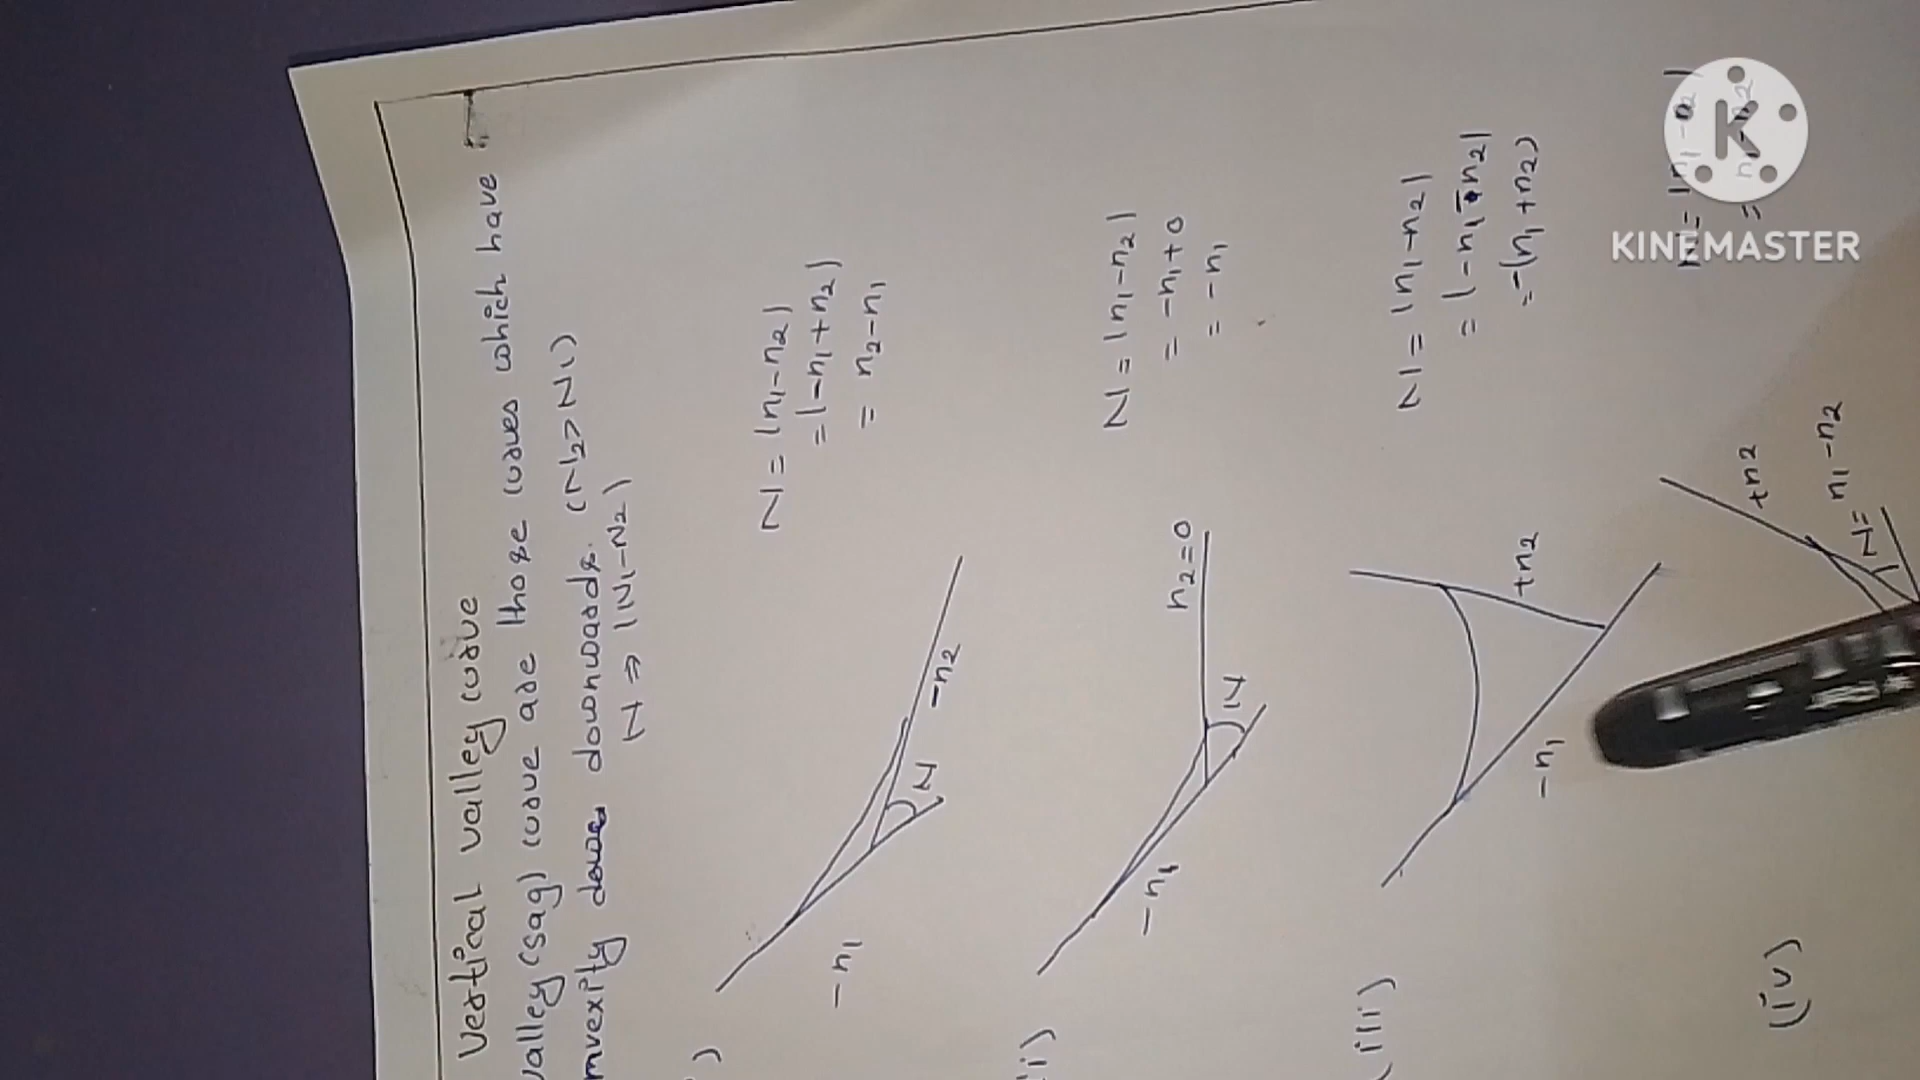 Vertical valley curve
valley (sag) curve are those curves which have
downwards. (N2>N1)
N ⇒ |N1-N2|
N = |n1-n2|
= |-n1+n2|
= n2-n1
-n1
N
-n2
N = |n1-n2|
= -n1+0
= -n1
-n1
N
n2=0
(iii)
N = |n1-n2|
= |-n1-n2|
= -(n1+n2)
-n1
+n2
(iv)
+n2
N = n1-n2
KINEMASTER